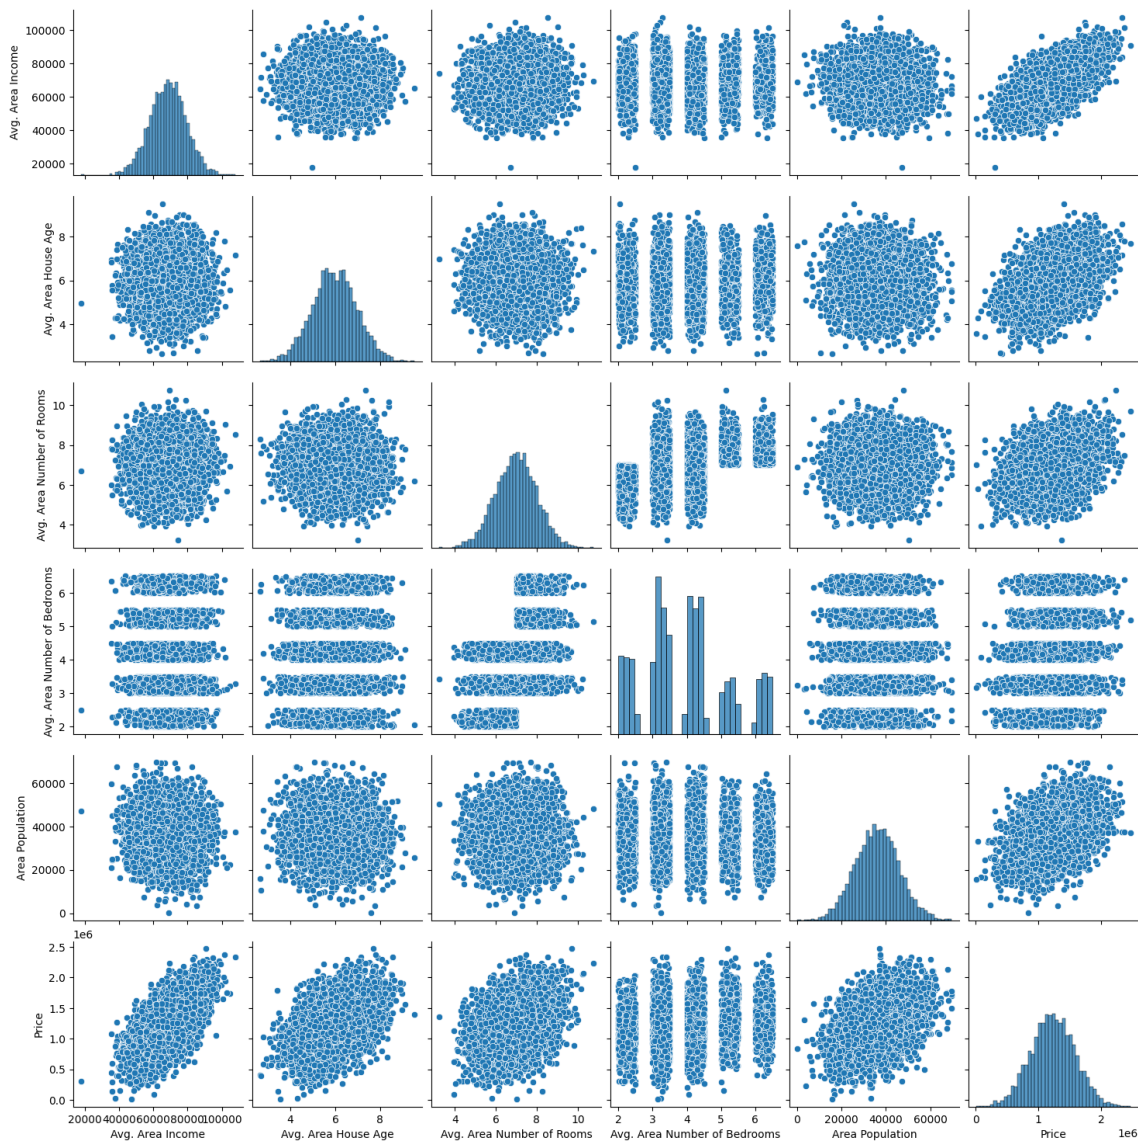 100000
80000
60000
40000
20000
Avg. Area Income
8
6
4
Avg. Area House Age
10
8
6
4
Avg. Area Number of Rooms
6
5
4
3
2
Avg. Area Number of Bedrooms
60000
40000
20000
0
Area Population
1e6
2.5
2.0
1.5
1.0
0.5
0.0
Price
20000 40000 60000 80000 100000
Avg. Area Income
4 6 8
Avg. Area House Age
4 6 8 10
Avg. Area Number of Rooms
2 3 4 5 6
Avg. Area Number of Bedrooms
0 20000 40000 60000
Area Population
0 1 2
1e6
Price